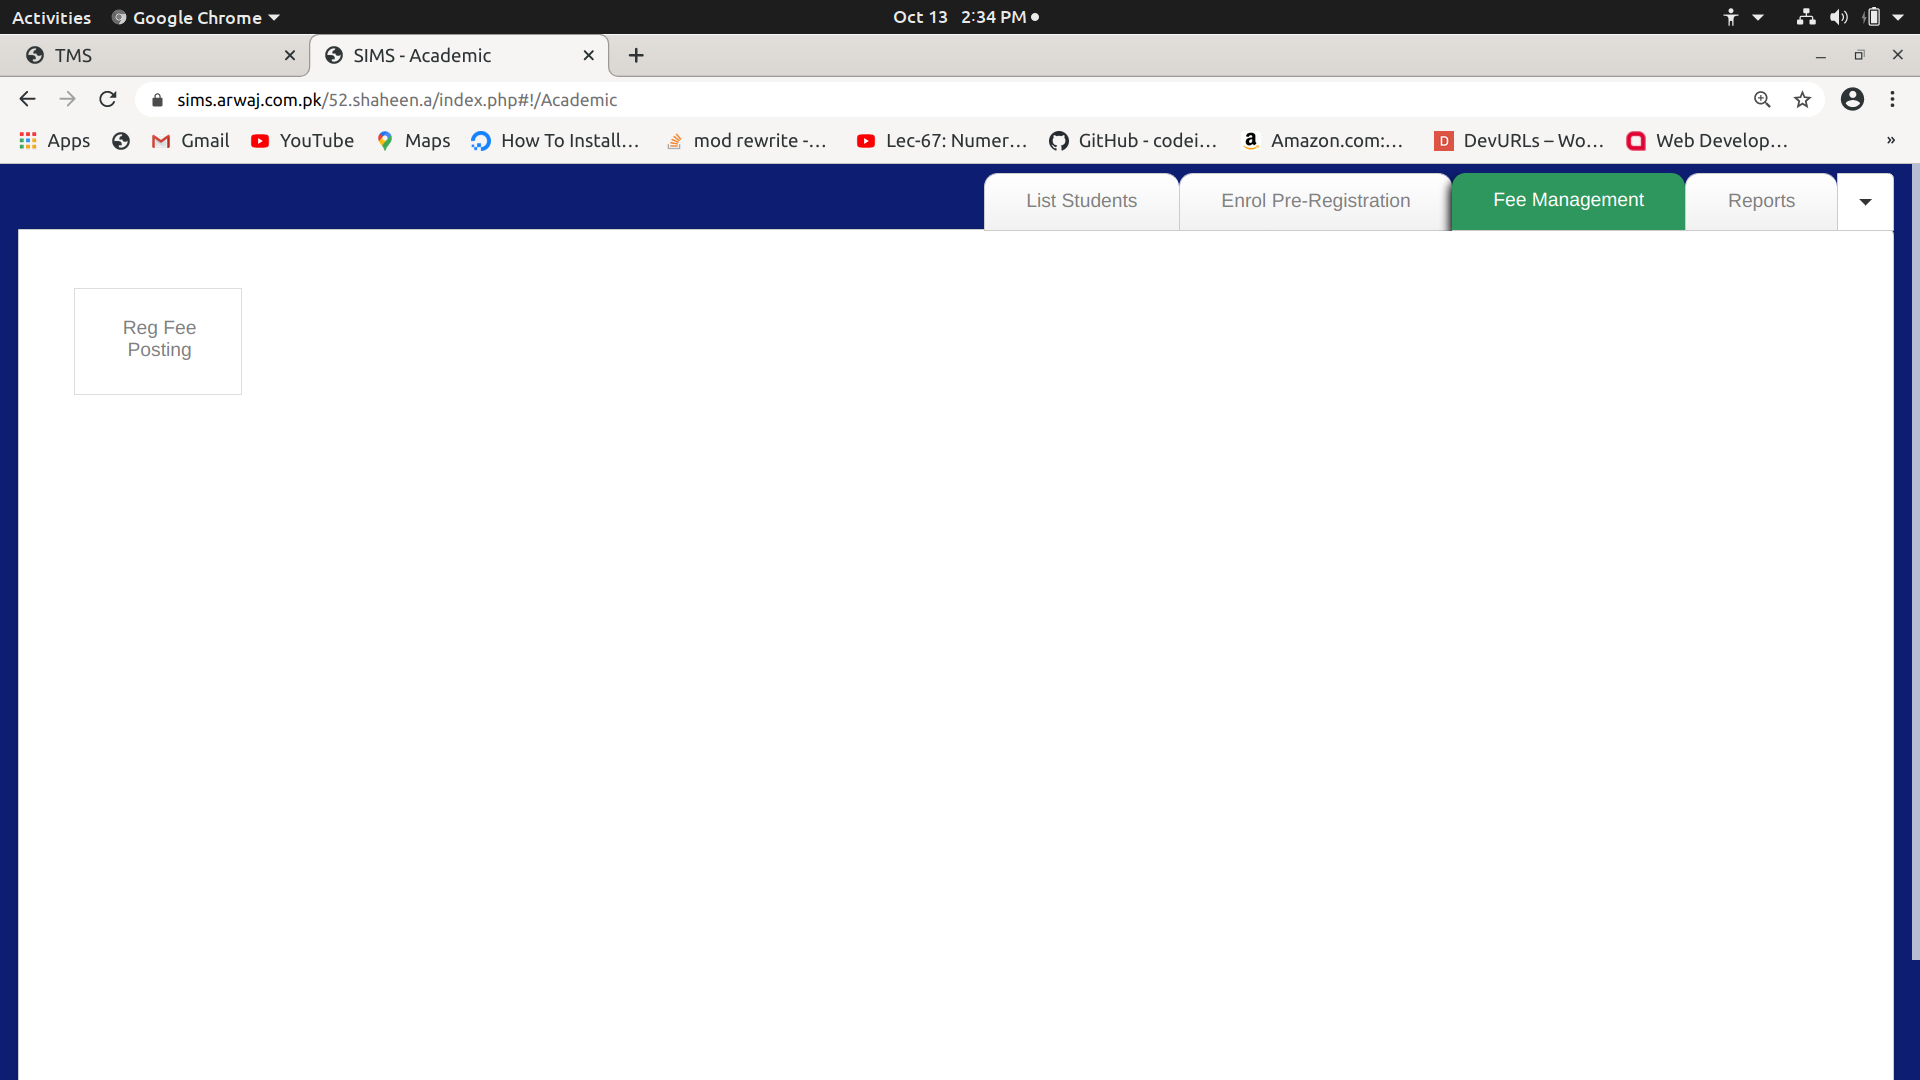 Activities Google Chrome Oct 13 2:34 PM
TMS SIMS - Academic
sims.arwaj.com.pk/52.shaheen.a/index.php#!/Academic
Apps Gmail YouTube Maps How To Install... mod rewrite -... Lec-67: Numer... GitHub - codei... Amazon.com:... DevURLs – Wo... Web Develop... »
List Students Enrol Pre-Registration Fee Management Reports
Reg Fee
Posting